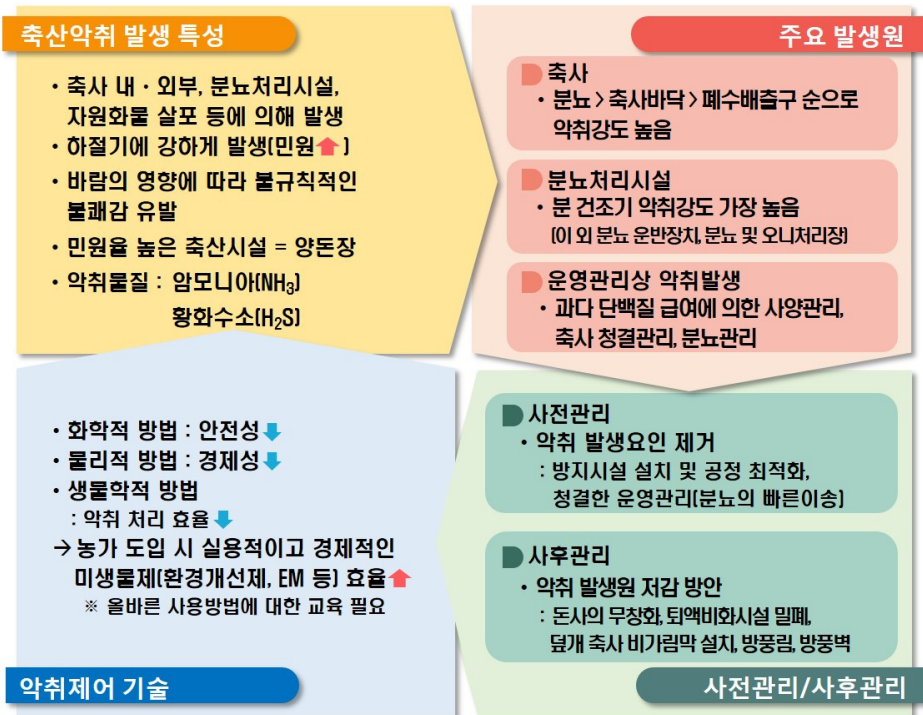 축산악취 발생 특성
• 축사 내 · 외부, 분뇨처리시설,
자원화물 살포 등에 의해 발생
• 하절기에 강하게 발생(민원⬆)
• 바람의 영향에 따라 불규칙적인
불쾌감 유발
• 민원율 높은 축산시설 = 양돈장
• 악취물질 : 암모니아(NH₃)
황화수소(H₂S)
주요 발생원
축사
• 분뇨 > 축사바닥 > 폐수배출구 순으로
악취강도 높음
분뇨처리시설
• 분 건조기 악취강도 가장 높음
(이 외 분뇨 운반장치, 분뇨 및 오니처리장)
운영관리상 악취발생
• 과다 단백질 급여에 의한 사양관리,
축사 청결관리, 분뇨관리
• 화학적 방법 : 안전성⬇
• 물리적 방법 : 경제성⬇
• 생물학적 방법
: 악취 처리 효율⬇
→ 농가 도입 시 실용적이고 경제적인
미생물제(환경개선제, EM 등) 효율⬆
※ 올바른 사용방법에 대한 교육 필요
악취제어 기술
사전관리
• 악취 발생요인 제거
: 방지시설 설치 및 공정 최적화,
청결한 운영관리(분뇨의 빠른이송)
사후관리
• 악취 발생원 저감 방안
: 돈사의 무창화, 퇴액비화시설 밀폐,
덮개 축사 비가림막 설치, 방풍림, 방풍벽
사전관리/사후관리